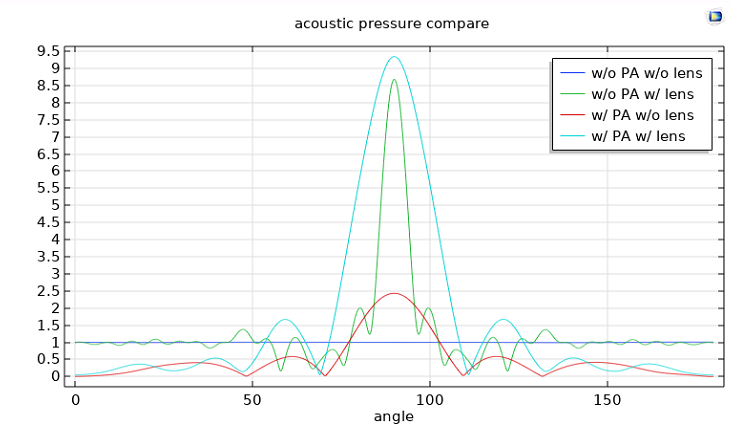 acoustic pressure compare
9.5
9
8.5
8
7.5
7
6.5
6
5.5
5
4.5
4
3.5
3
2.5
2
1.5
1
0.5
0
w/o PA w/o lens
w/o PA w/ lens
w/ PA w/o lens
w/ PA w/ lens
0 50 100 150
angle